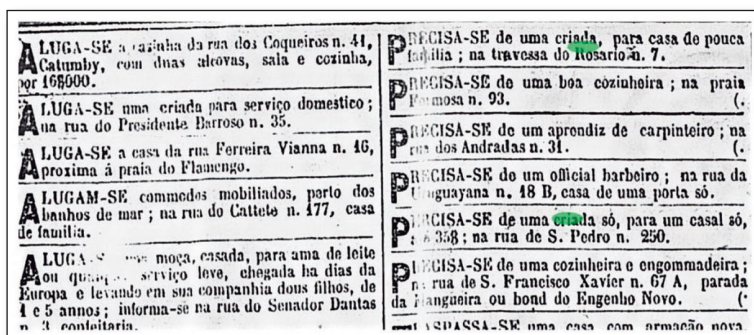 ALUGA-SE a casinha da rua dos Coqueiros n. 41,
Catumby, com duas alcovas, sala e cozinha,
por 16$000.
ALUGA-SE uma criada para serviço domestico;
na rua do Presidente Barroso n. 35.
ALUGA-SE a casa da rua Ferreira Vianna n. 16,
proxima á praia do Flamengo.
ALUGAM-SE commodos mobiliados, perto dos
banhos de mar; na rua do Cattete n. 177, casa
de familia.
ALUGA-S moça, casada, para ama de leite
ou serviço leve, chegada ha dias da
Europa e levando em sua companhia dous filhos, de
1 e 5 annos; informa-se na rua do Senador Dantas
n. 3 confeitaria.
PRECISA-SE de uma criada, para casa de pouca
familia; na travessa do Rosario n. 7.
PRECISA-SE de uma boa cozinheira; na praia
Formosa n. 93. (.
PRECISA-SE de um aprendiz de carpinteiro; na
rua dos Andradas n. 31. (.
PRECISA-SE de um official barbeiro; na rua da
Uruguayana n. 18 B, casa de uma porta só.
PRECISA-SE de uma criada só, para um casal só,
358; na rua de S. Pedro n. 250.
PRECISA-SE de uma cozinheira e engommadeira;
na rua de S. Francisco Xavier n. 67 A, parada
da Mangueira ou bond do Engenho Novo. (.
TRASPASSA-SE uma casa com armação nova